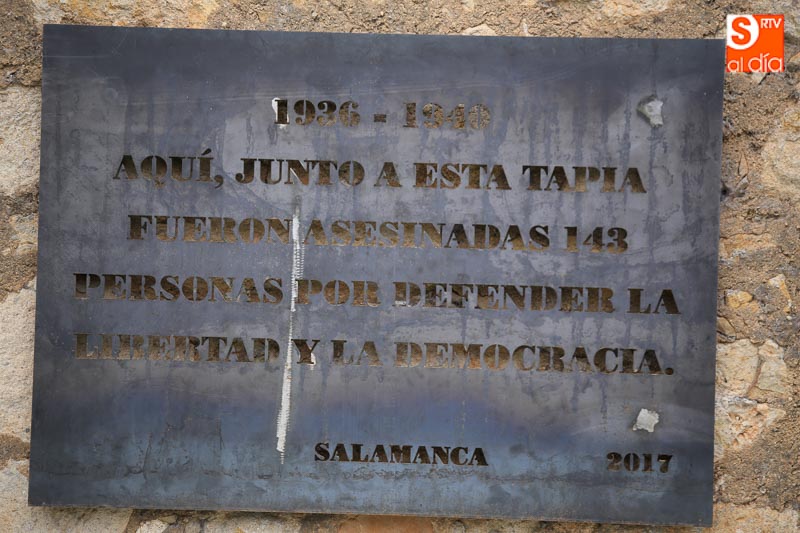 S RTV
al día
1936 - 1940
AQUÍ, JUNTO A ESTA TAPIA
FUERON ASESINADAS 143
PERSONAS POR DEFENDER LA
LIBERTAD Y LA DEMOCRACIA.
SALAMANCA 2017